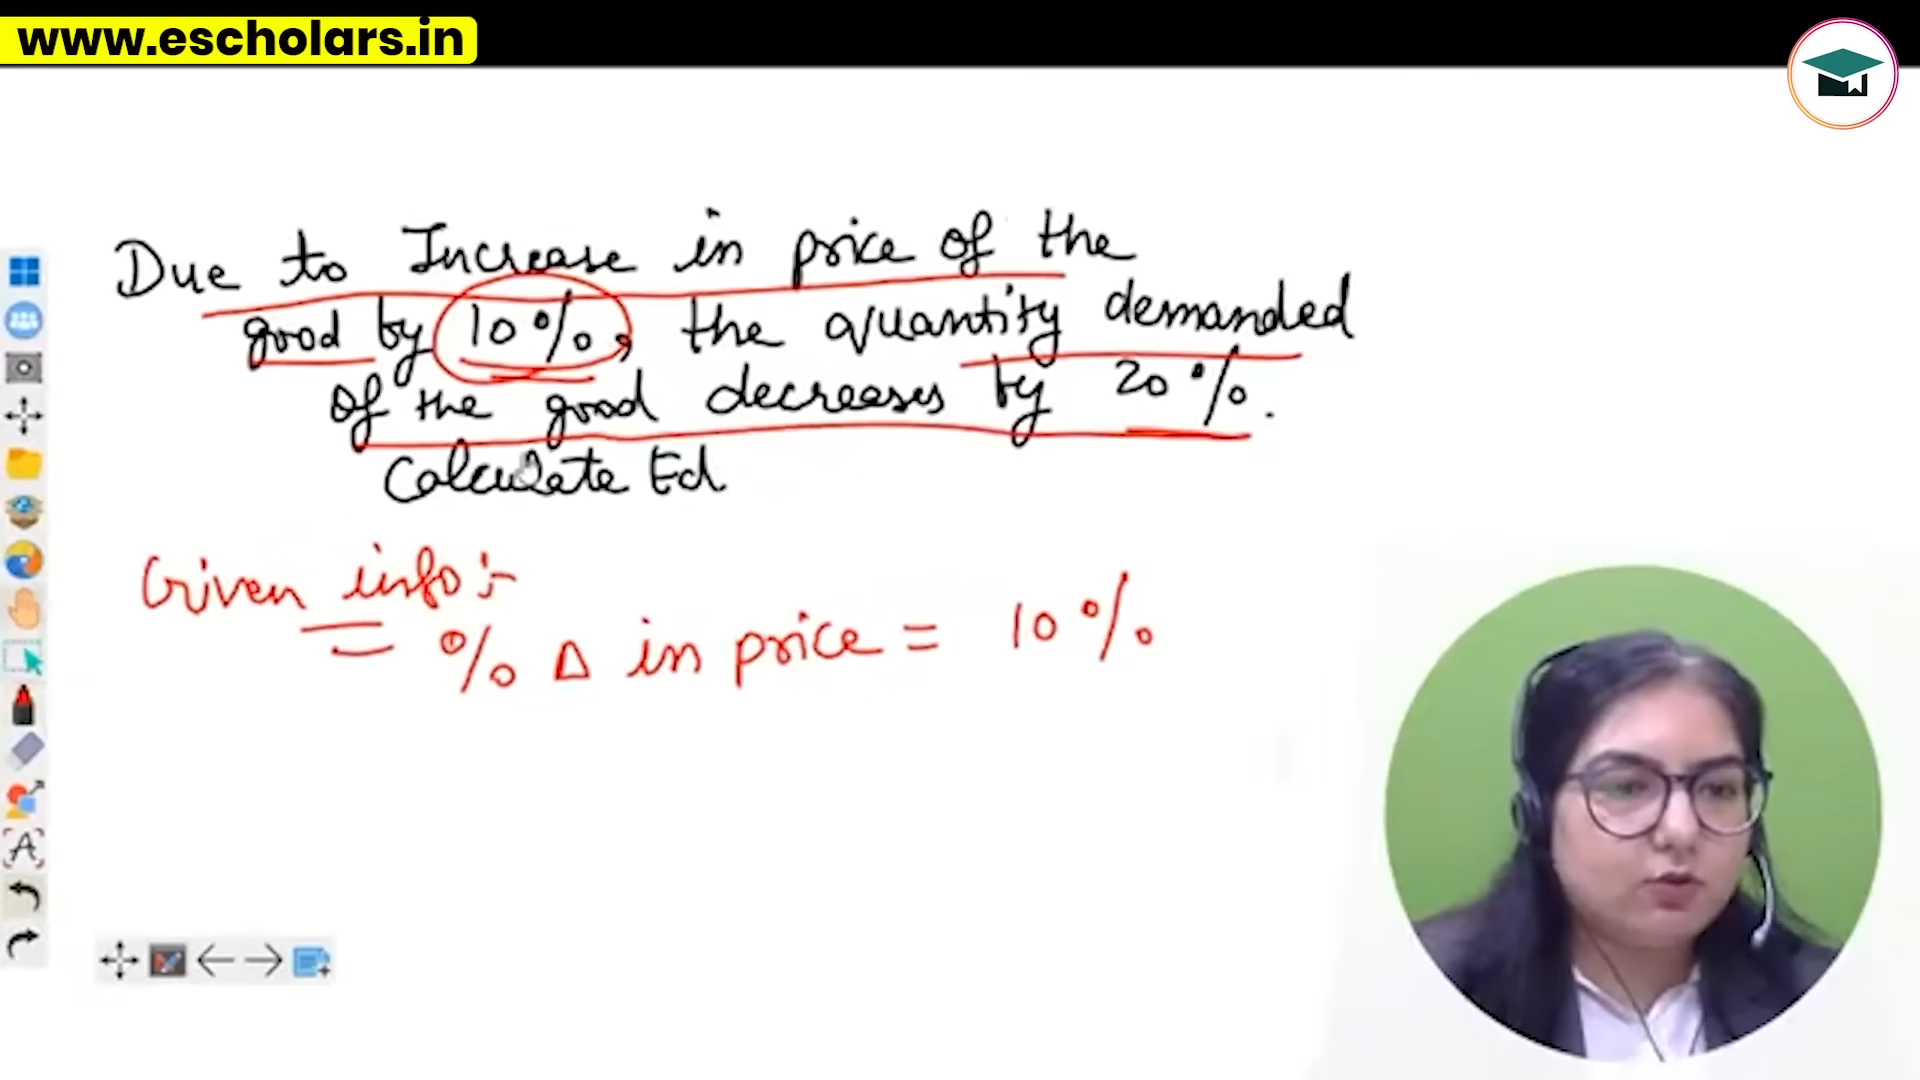 www.escholars.in
Due to Increase in price of the
good by 10%, the quantity demanded
of the good decreases by 20%.
Calculate Ed
Given info:-
% Δ in price = 10%